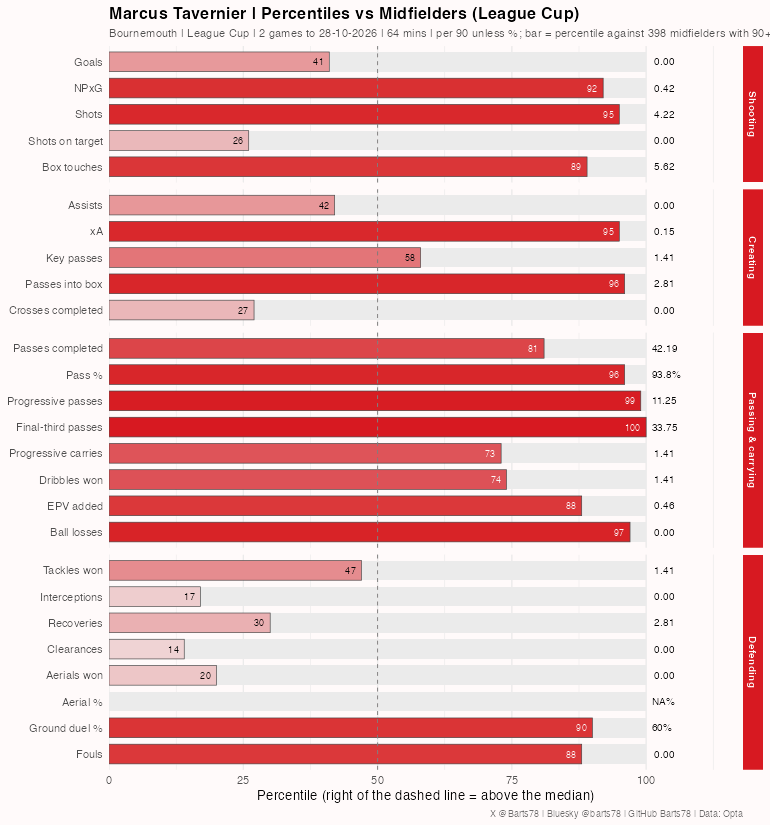 Marcus Tavernier | Percentiles vs Midfielders (League Cup)
Bournemouth | League Cup | 2 games to 28-10-2026 | 64 mins | per 90 unless %; bar = percentile against 398 midfielders with 90+
Goals 41 0.00
NPxG 92 0.42
Shots 95 4.22
Shots on target 26 0.00
Box touches 89 5.62
Shooting
Assists 42 0.00
xA 95 0.15
Key passes 58 1.41
Passes into box 96 2.81
Crosses completed 27 0.00
Creating
Passes completed 81 42.19
Pass % 96 93.8%
Progressive passes 99 11.25
Final-third passes 100 33.75
Progressive carries 73 1.41
Dribbles won 74 1.41
EPV added 88 0.46
Ball losses 97 0.00
Passing & carrying
Tackles won 47 1.41
Interceptions 17 0.00
Recoveries 30 2.81
Clearances 14 0.00
Aerials won 20 0.00
Aerial % NA%
Ground duel % 90 60%
Fouls 88 0.00
Defending
0 25 50 75 100
Percentile (right of the dashed line = above the median)
X @Barts78 | Bluesky @barts78 | GitHub Barts78 | Data: Opta